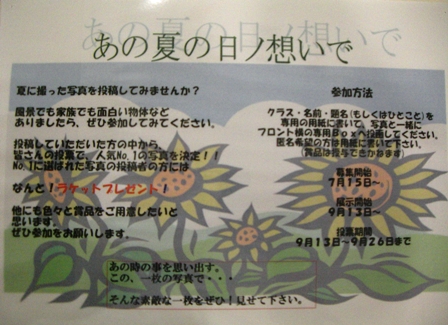 あの夏の日ノ想いで
夏に撮った写真を投稿してみませんか？
風景でも家族でも面白い物体など
ありましたら、ぜひ参加してみてください。
投稿していただいた方の中から、
皆さんの投票で、人気No.1の写真を決定！！
No.1に選ばれた写真の投稿者の方には
なんと！ラケットプレゼント！
他にも色々と賞品をご用意したいと
思います。
ぜひ参加をお願いします。
参加方法
クラス・名前・題名(もしくはひとこと)を
専用の用紙に書いて、写真と一緒に
フロント横の専用Boxへ投函してください。
匿名希望の方は用紙に書いて下さい。
(賞品は授与できかねます)
募集開始
7月15日～
展示開始
9月13日～
投票期間
9月13日～9月26日まで
あの時の事を思い出す。
この、一枚の写真で・・・
そんな素敵な一枚をぜひ！見せて下さい。